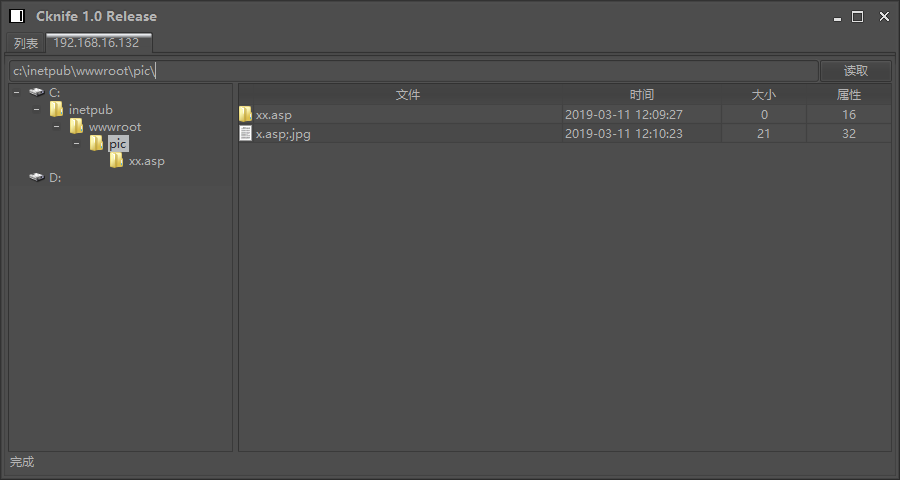 Cknife 1.0 Release
列表 192.168.16.132
c:\inetpub\wwwroot\pic\ 读取
C:
inetpub
wwwroot
pic
xx.asp
D:
文件 时间 大小 属性
xx.asp 2019-03-11 12:09:27 0 16
x.asp;.jpg 2019-03-11 12:10:23 21 32
完成